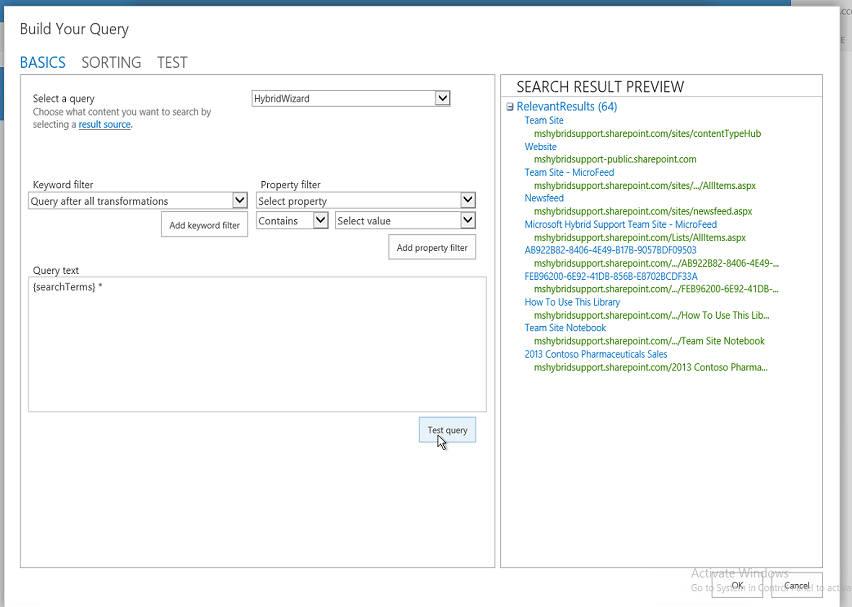 Build Your Query
BASICS SORTING TEST
Select a query
HybridWizard
Choose what content you want to search by
selecting a result source.
Keyword filter
Property filter
Query after all transformations
Select property
Add keyword filter
Contains
Select value
Add property filter
Query text
{searchTerms} *
Test query
SEARCH RESULT PREVIEW
RelevantResults (64)
Team Site
mshybridsupport.sharepoint.com/sites/contentTypeHub
Website
mshybridsupport-public.sharepoint.com
Team Site - MicroFeed
mshybridsupport.sharepoint.com/sites/.../AllItems.aspx
Newsfeed
mshybridsupport.sharepoint.com/sites/newsfeed.aspx
Microsoft Hybrid Support Team Site - MicroFeed
mshybridsupport.sharepoint.com/Lists/AllItems.aspx
AB922B82-8406-4E49-B17B-9057BDF09503
mshybridsupport.sharepoint.com/.../AB922B82-8406-4E49-...
FEB96200-6E92-41DB-856B-E8702BCDF33A
mshybridsupport.sharepoint.com/.../FEB96200-6E92-41DB-...
How To Use This Library
mshybridsupport.sharepoint.com/.../How To Use This Lib...
Team Site Notebook
mshybridsupport.sharepoint.com/.../Team Site Notebook
2013 Contoso Pharmaceuticals Sales
mshybridsupport.sharepoint.com/2013 Contoso Pharma...
Activate Windows
Go to System in Control Panel to activa
OK
Cancel